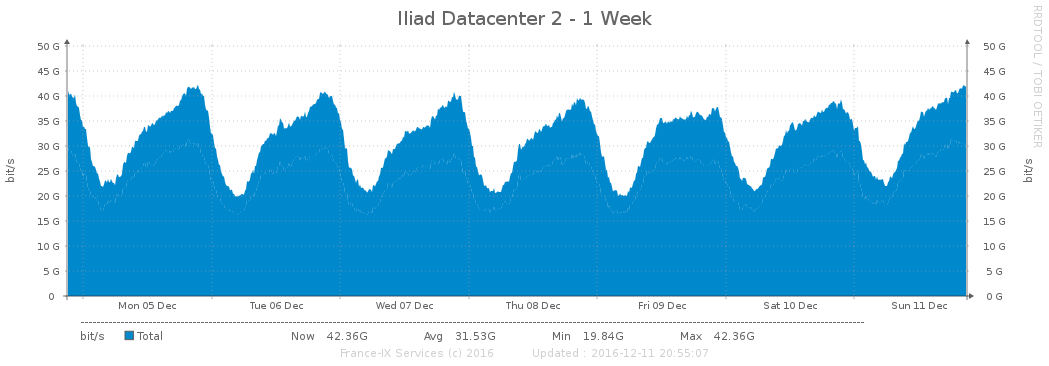 Iliad Datacenter 2 - 1 Week
RRDTOOL / TOBI OETIKER
50 G 50 G
45 G 45 G
40 G 40 G
35 G 35 G
30 G 30 G
25 G 25 G
20 G 20 G
15 G 15 G
10 G 10 G
5 G 5 G
0 0 G
bit/s bit/s
Mon 05 Dec Tue 06 Dec Wed 07 Dec Thu 08 Dec Fri 09 Dec Sat 10 Dec Sun 11 Dec
bit/s Total Now 42.36G Avg 31.53G Min 19.84G Max 42.36G
France-IX Services (c) 2016 Updated : 2016-12-11 20:55:07